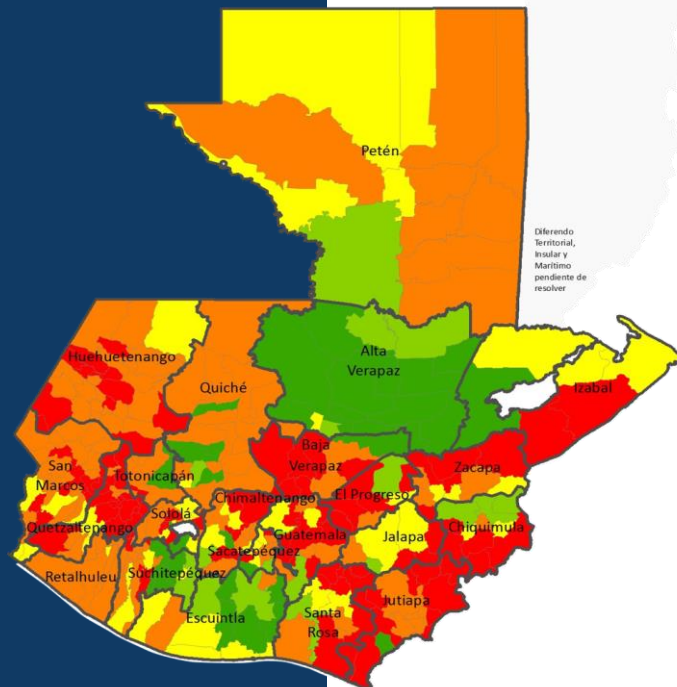 Petén
Diferendo
Territorial,
Insular y
Marítimo
pendiente de
resolver
Huehuetenango
Alta
Verapaz
Quiché
Izabal
Baja
Verapaz
San
Marcos
Totonicapán
Zacapa
Chimaltenango
El Progreso
Quetzaltenango
Sololá
Guatemala
Jalapa
Chiquimula
Sacatepéquez
Retalhuleu
Suchitepéquez
Escuintla
Santa
Rosa
Jutiapa